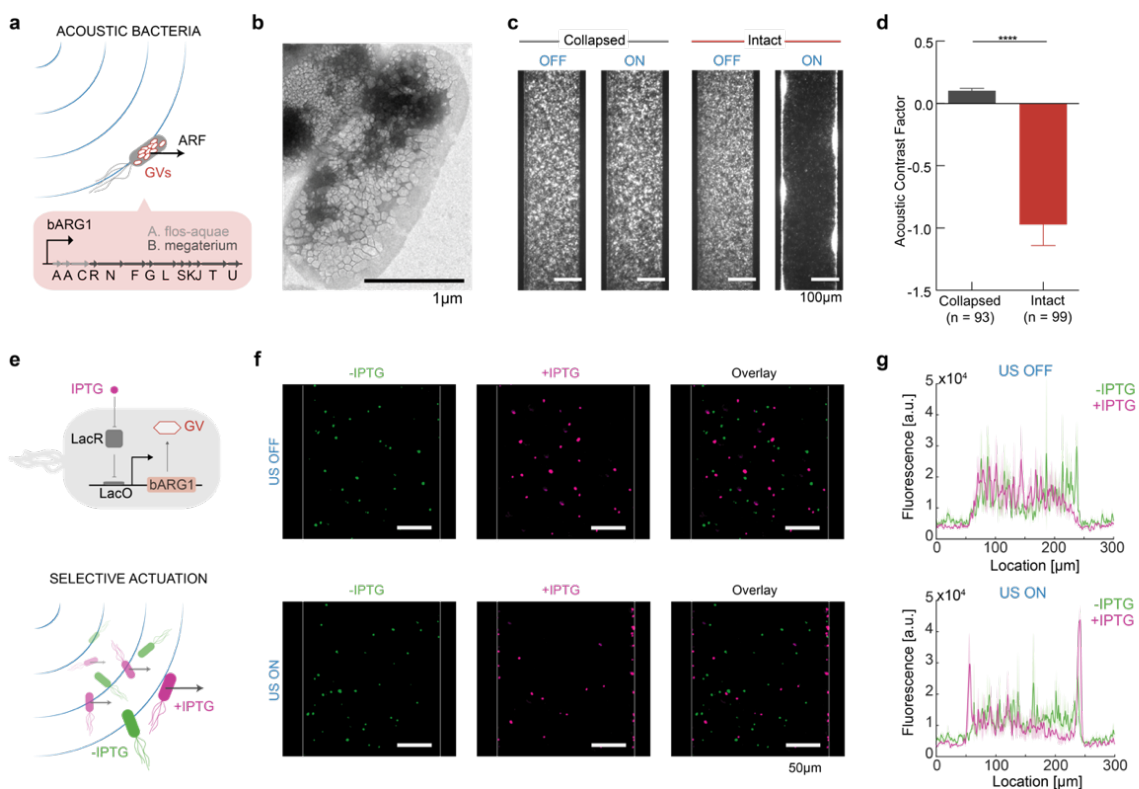 a
ACOUSTIC BACTERIA
ARF
GVs
bARG1
A. flos-aquae
B. megaterium
A A C R N F G L SKJ T U
b
1µm
c
Collapsed
Intact
OFF
ON
OFF
ON
100µm
d
****
Acoustic Contrast Factor
0.5
0.0
-0.5
-1.0
-1.5
Collapsed
(n = 93)
Intact
(n = 99)
e
IPTG
LacR
GV
LacO
bARG1
SELECTIVE ACTUATION
+IPTG
-IPTG
f
-IPTG
+IPTG
Overlay
US OFF
-IPTG
+IPTG
Overlay
US ON
50µm
g
US OFF
x10⁴
-IPTG
+IPTG
Fluorescence [a.u.]
5
4
3
2
1
0
0
100
200
300
Location [µm]
US ON
x10⁴
-IPTG
+IPTG
Fluorescence [a.u.]
5
4
3
2
1
0
0
100
200
300
Location [µm]